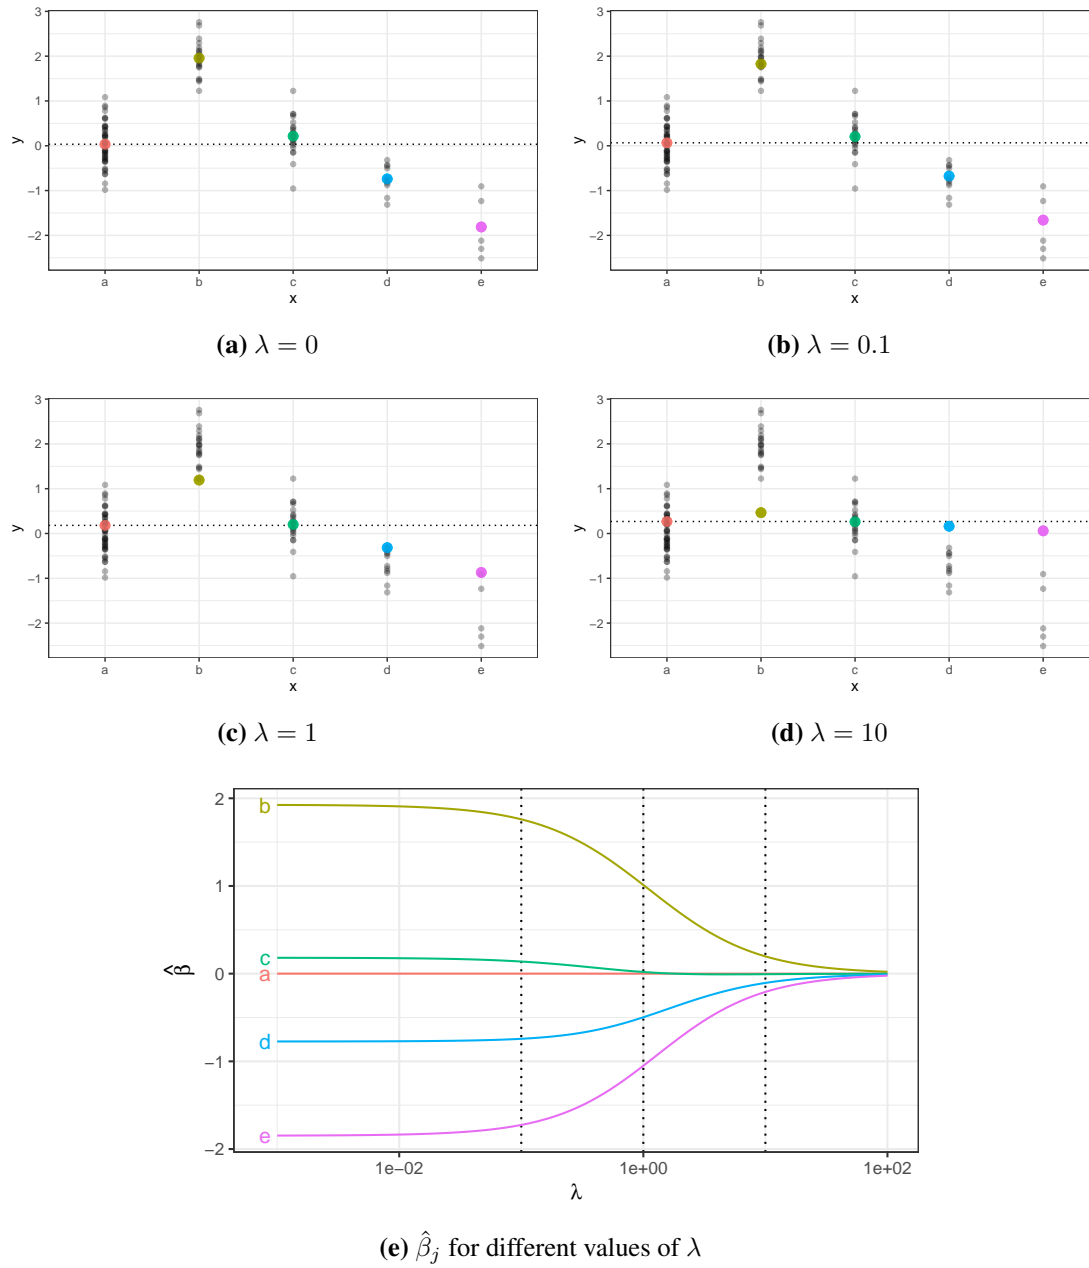 3
2
1
0
−1
−2
y
a b c d e
x
(a) λ = 0
3
2
1
0
−1
−2
y
a b c d e
x
(b) λ = 0.1
3
2
1
0
−1
−2
y
a b c d e
x
(c) λ = 1
3
2
1
0
−1
−2
y
a b c d e
x
(d) λ = 10
2
1
0
−1
−2
β̂
b
c
a
d
e
1e−02 1e+00 1e+02
λ
(e) β̂ⱼ for different values of λ